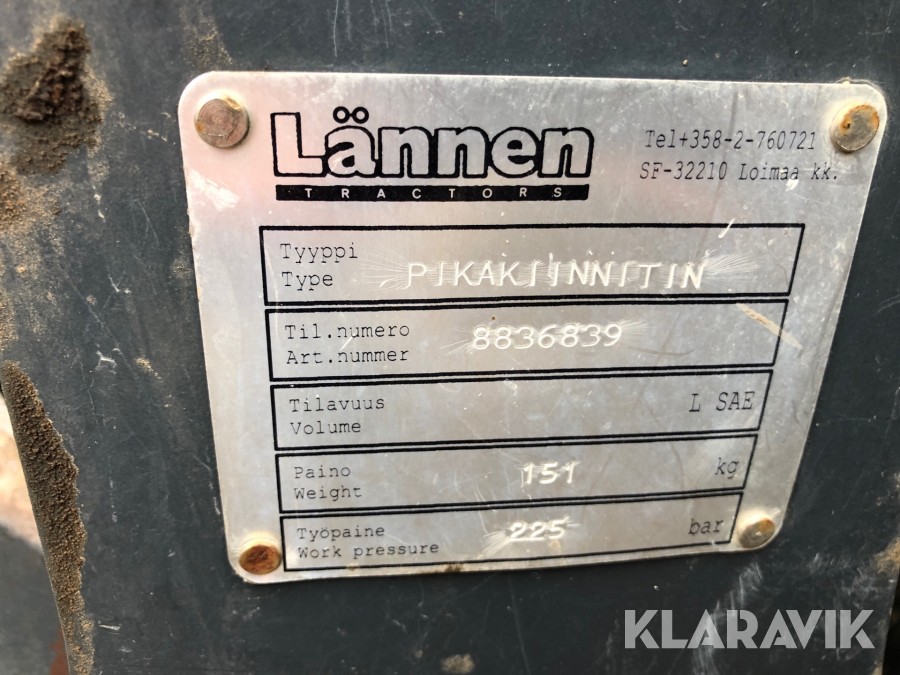 Lännen
TRACTORS
Tel+358-2-760721
SF-32210 Loimaa kk.
Tyyppi
Type
PIKAKIINNITIN
Til.numero
Art.nummer
8836839
Tilavuus
Volume
L SAE
Paino
Weight
151
kg
Työpaine
Work pressure
225
bar
KLARAVIK